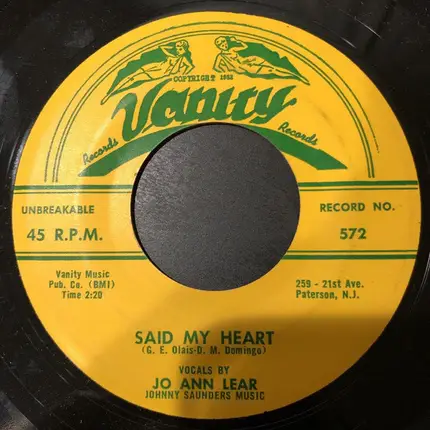 COPYRIGHT 1952
Vanity
Records
Records
UNBREAKABLE
45 R.P.M.
RECORD NO.
572
Vanity Music
Pub. Co. (BMI)
Time 2:20
259 - 21st Ave.
Paterson, N.J.
SAID MY HEART
(G. E. Olais-D. M. Domingo)
VOCALS BY
JO ANN LEAR
JOHNNY SAUNDERS MUSIC